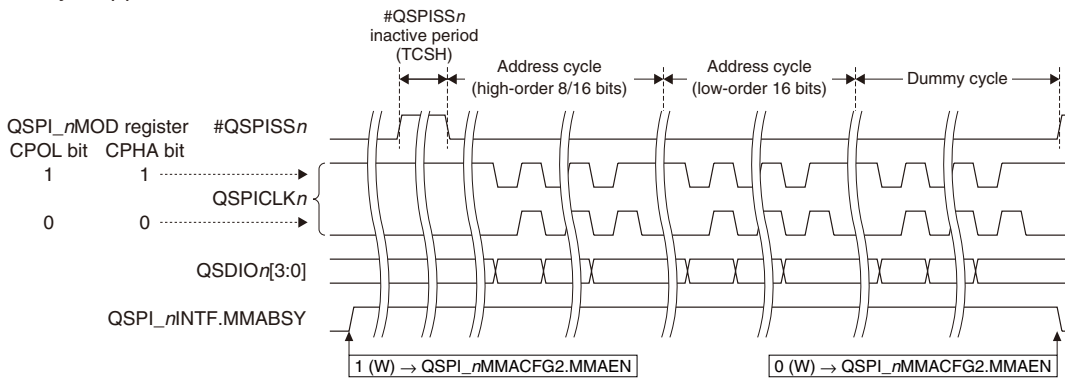 #QSPISSn
inactive period
(TCSH)
Address cycle
(high-order 8/16 bits)
Address cycle
(low-order 16 bits)
Dummy cycle
QSPI_nMOD register
CPOL bit CPHA bit
#QSPISSn
1 1
QSPICLKn
0 0
QSDIOn[3:0]
QSPI_nINTF.MMABSY
1 (W) → QSPI_nMMACFG2.MMAEN
0 (W) → QSPI_nMMACFG2.MMAEN